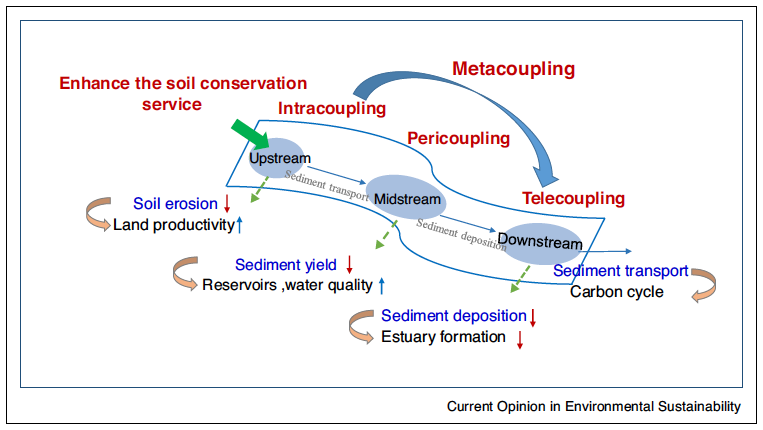 Metacoupling
Enhance the soil conservation
service
Intracoupling
Pericoupling
Upstream
Sediment transport
Telecoupling
Midstream
Soil erosion
Land productivity
Sediment deposition
Downstream
Sediment yield
Reservoirs ,water quality
Sediment transport
Carbon cycle
Sediment deposition
Estuary formation
Current Opinion in Environmental Sustainability